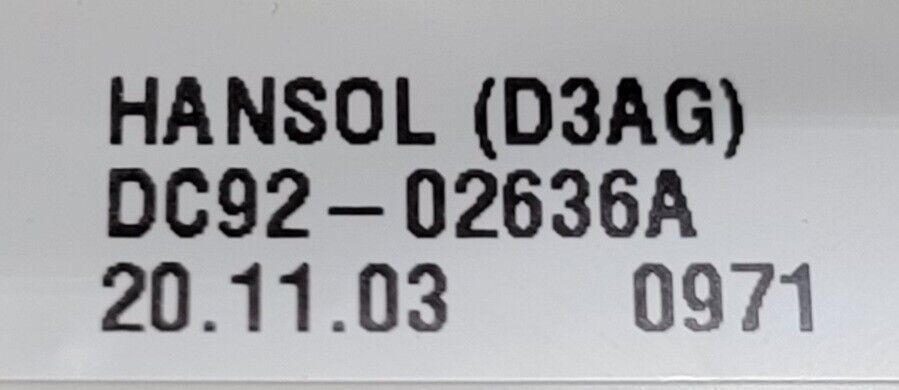 HANSOL (D3AG)
DC92-02636A
20.11.03 0971